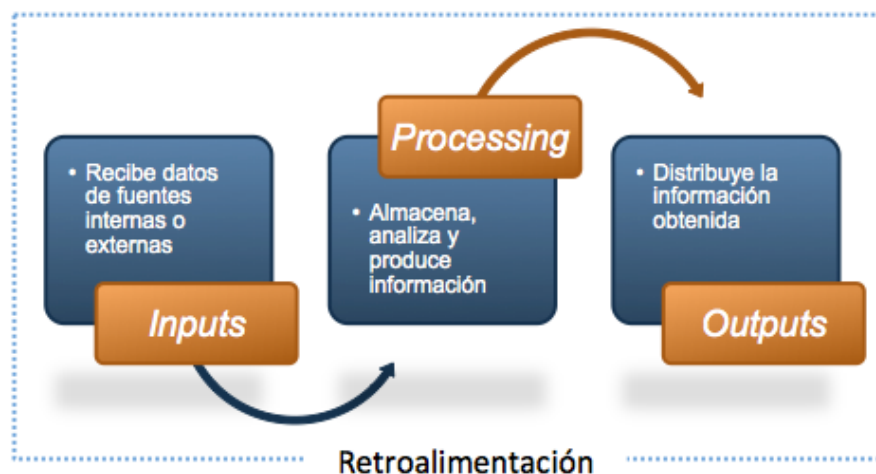 • Recibe datos
de fuentes
internas o
externas
Inputs
Processing
• Almacena,
analiza y
produce
información
• Distribuye la
información
obtenida
Outputs
Retroalimentación